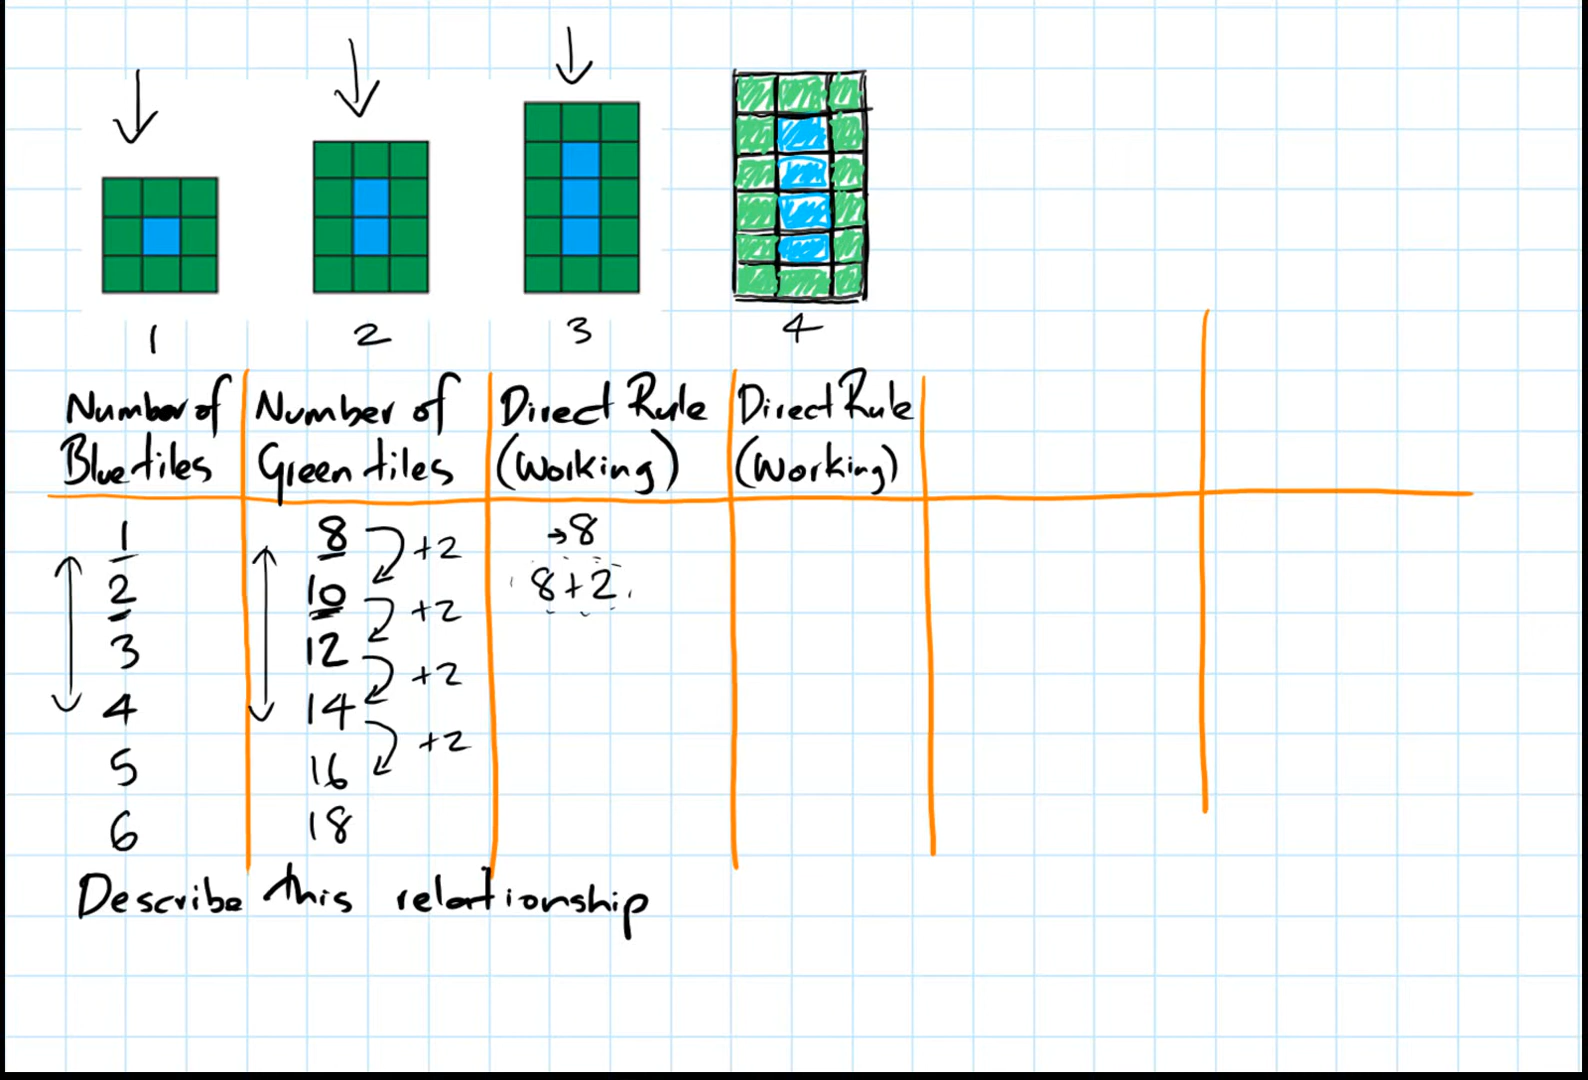 1 2 3 4
Number of Number of Direct Rule Direct Rule
Blue tiles Green tiles (Working) (Working)
1 8 +2 → 8
2 10 +2 8+2
3 12 +2
4 14 +2
5 16
6 18
Describe this relationship